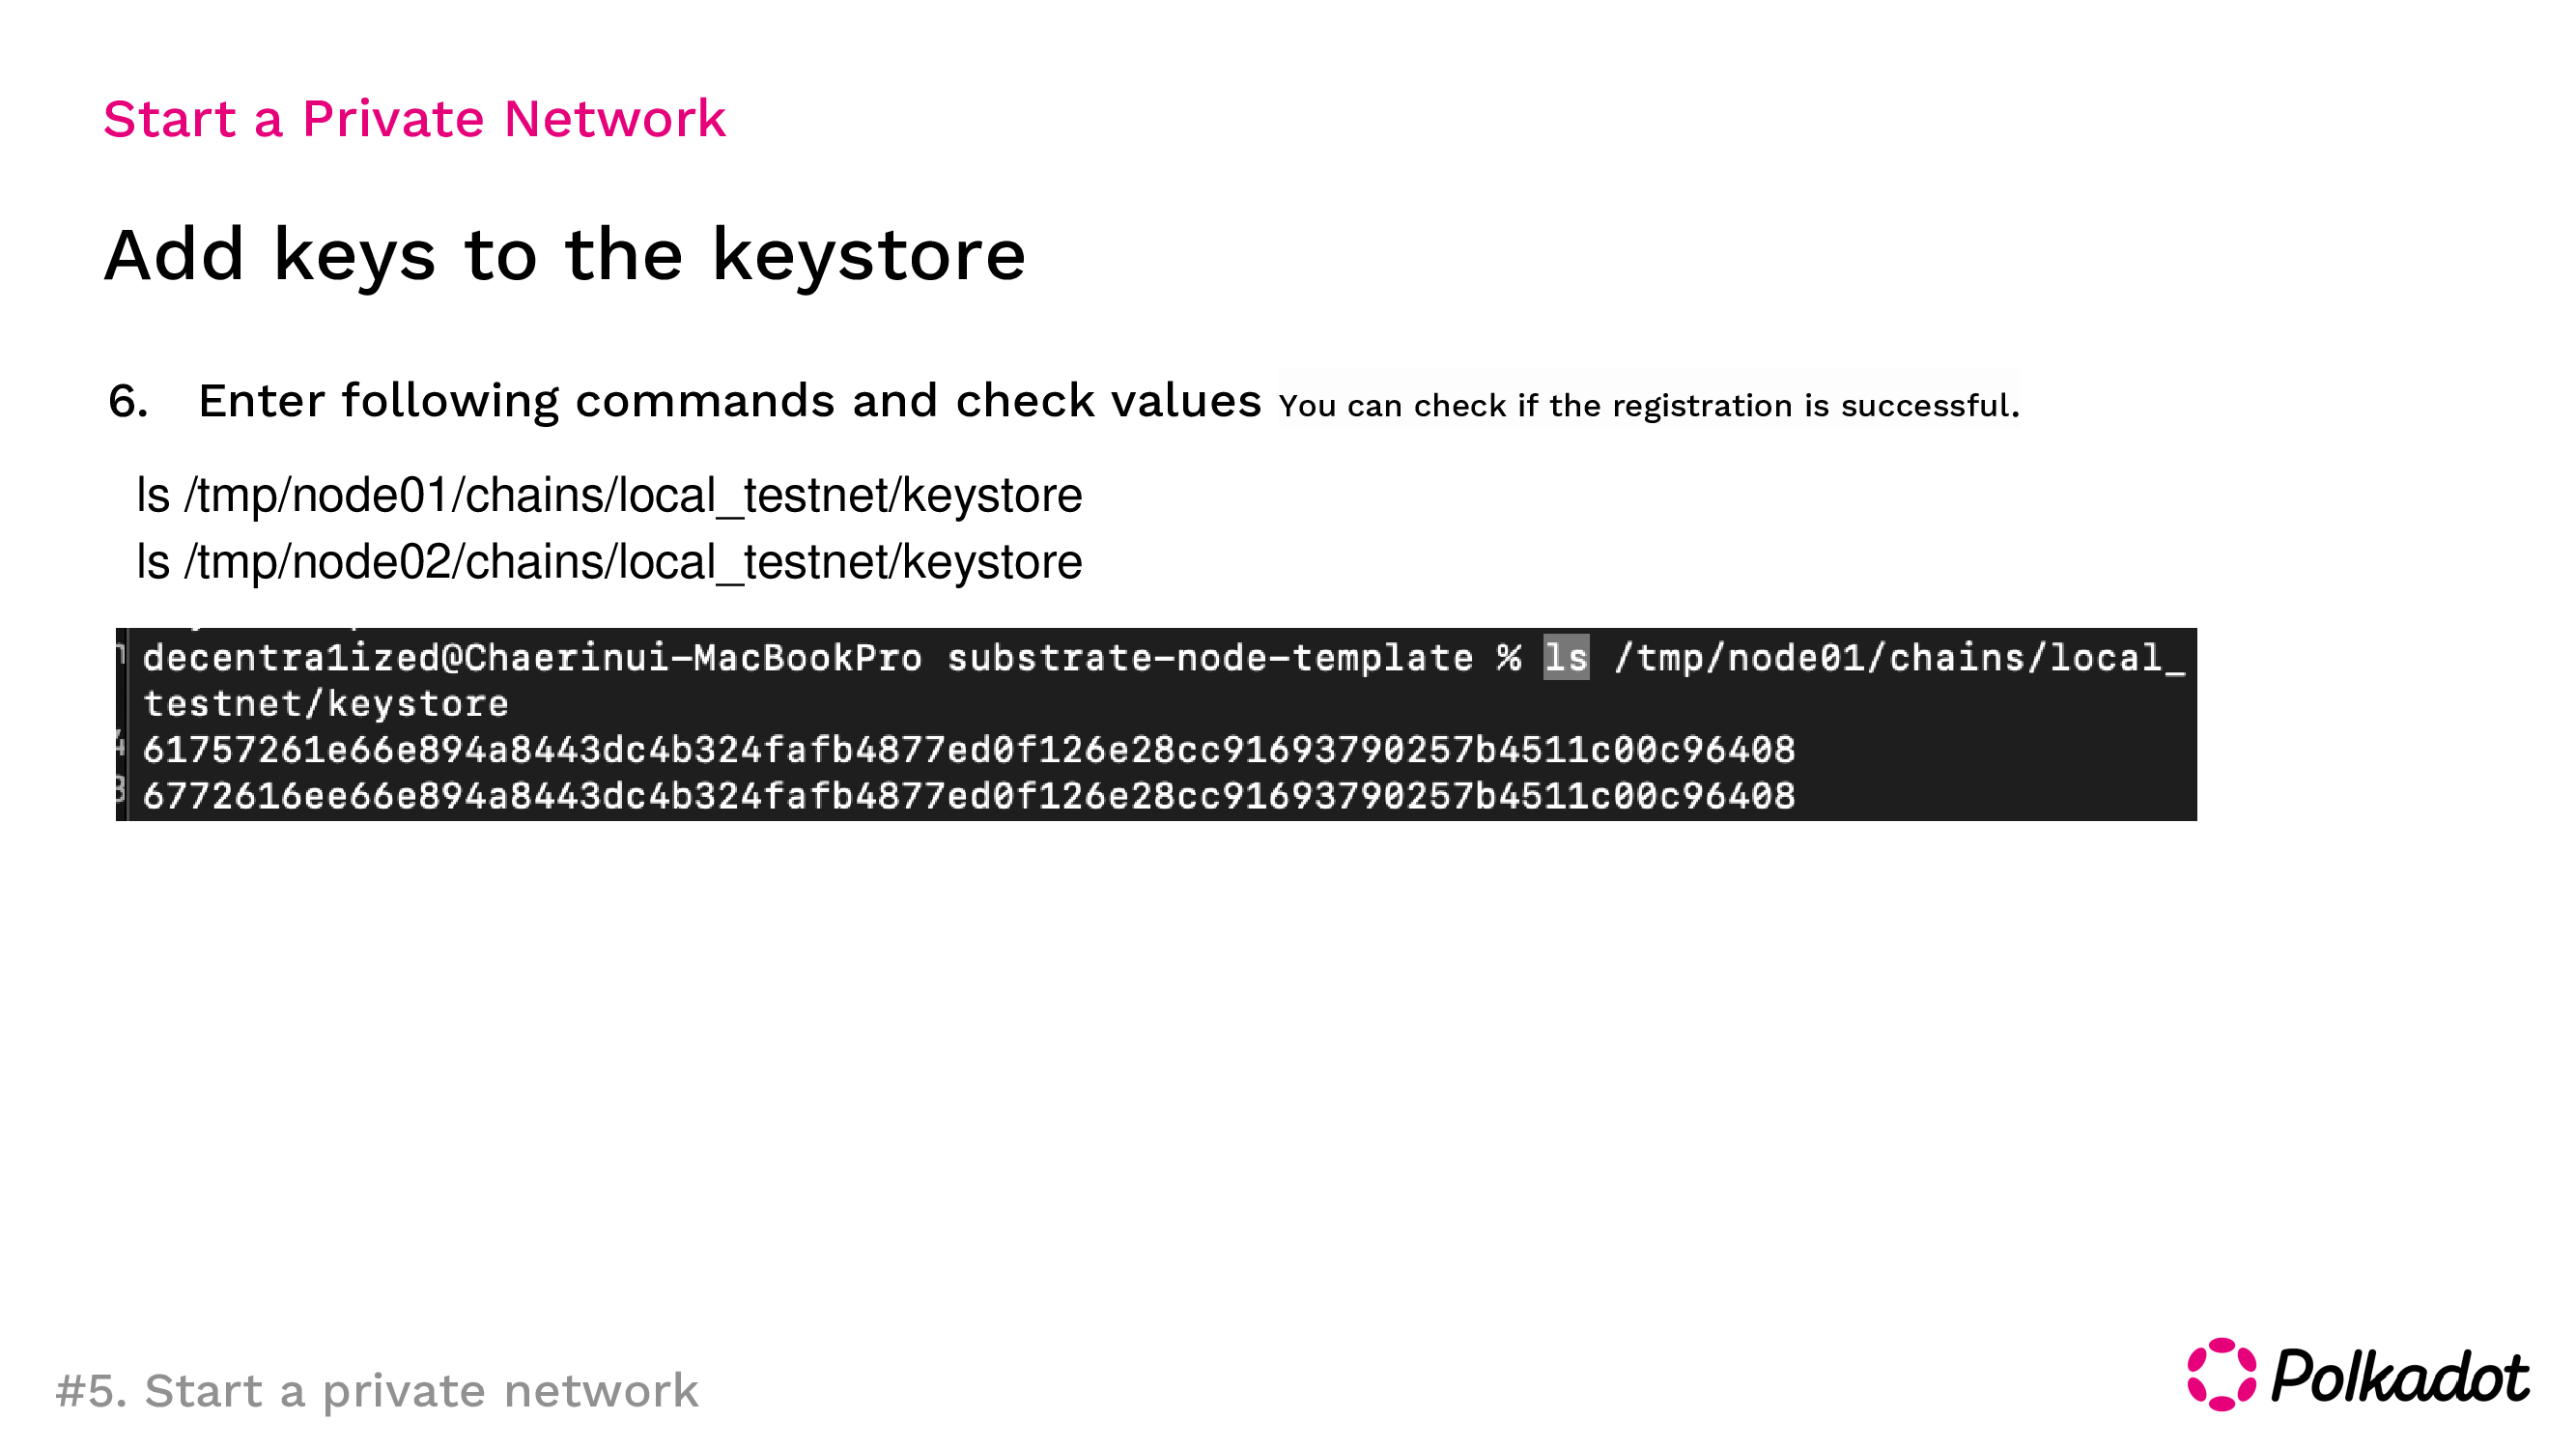 Start a Private Network
Add keys to the keystore
6. Enter following commands and check values You can check if the registration is successful.
ls /tmp/node01/chains/local_testnet/keystore
ls /tmp/node02/chains/local_testnet/keystore
decentra1ized@Chaerinui-MacBookPro substrate-node-template % ls /tmp/node01/chains/local_
testnet/keystore
61757261e66e894a8443dc4b324fafb4877ed0f126e28cc91693790257b4511c00c96408
6772616ee66e894a8443dc4b324fafb4877ed0f126e28cc91693790257b4511c00c96408
#5. Start a private network
Polkadot